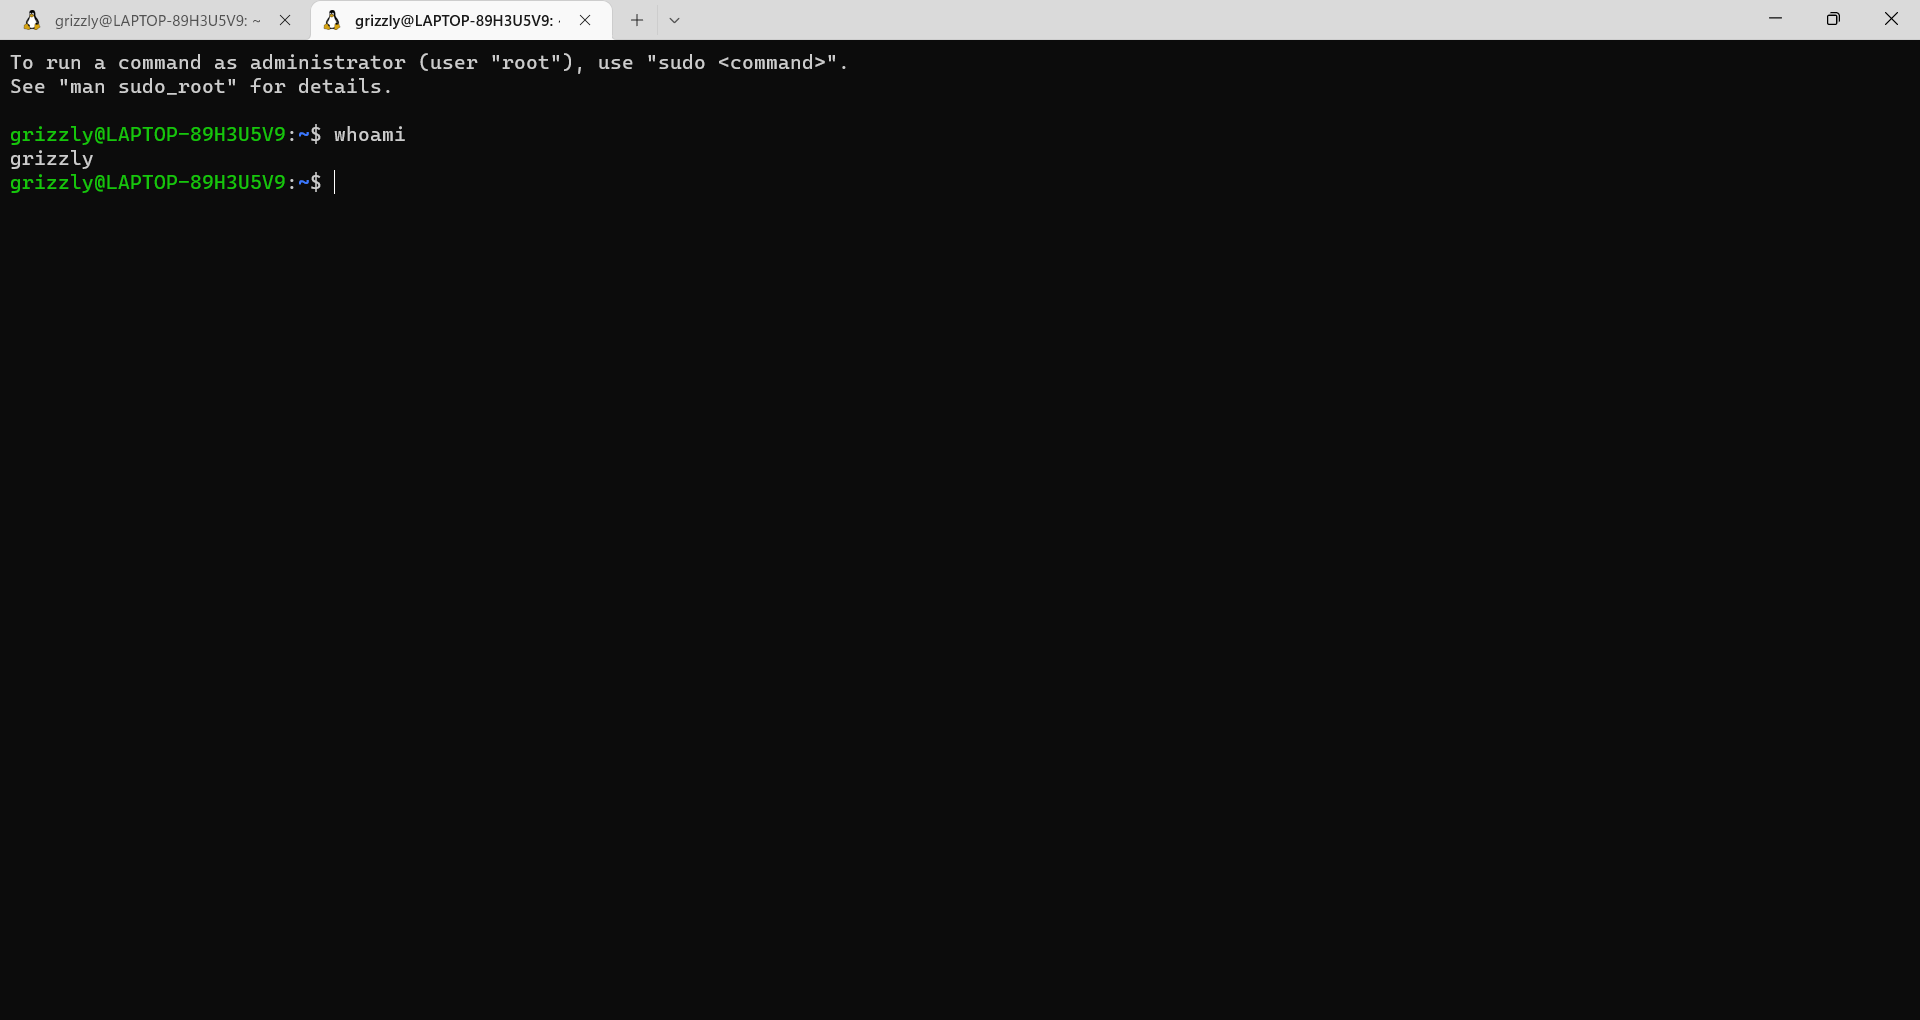 grizzly@LAPTOP-89H3U5V9: ~
grizzly@LAPTOP-89H3U5V9:
To run a command as administrator (user "root"), use "sudo <command>".
See "man sudo_root" for details.
grizzly@LAPTOP-89H3U5V9:~$ whoami
grizzly
grizzly@LAPTOP-89H3U5V9:~$